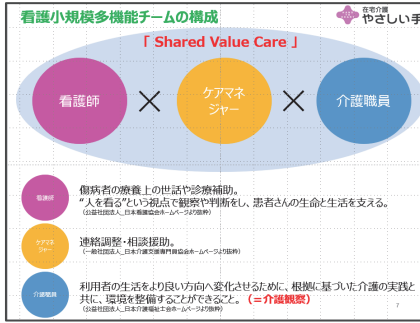 看護小規模多機能チームの構成
在宅介護
やさしい手
「 Shared Value Care 」
看護師
ケアマネ
ジャー
介護職員
看護師
傷病者の療養上の世話や診療補助。
“人を看る”という視点で観察や判断をし、患者さんの生命と生活を支える。
(公益社団法人_日本看護協会ホームページより抜粋)
ケアマネ
ジャー
連絡調整・相談援助。
(一般社団法人_日本介護支援専門員協会ホームページより抜粋)
介護職員
利用者の生活をより良い方向へ変化させるために、根拠に基づいた介護の実践と
共に、環境を整備することができること。(=介護観察)
(公益社団法人_日本介護福祉士会ホームページより抜粋)
7